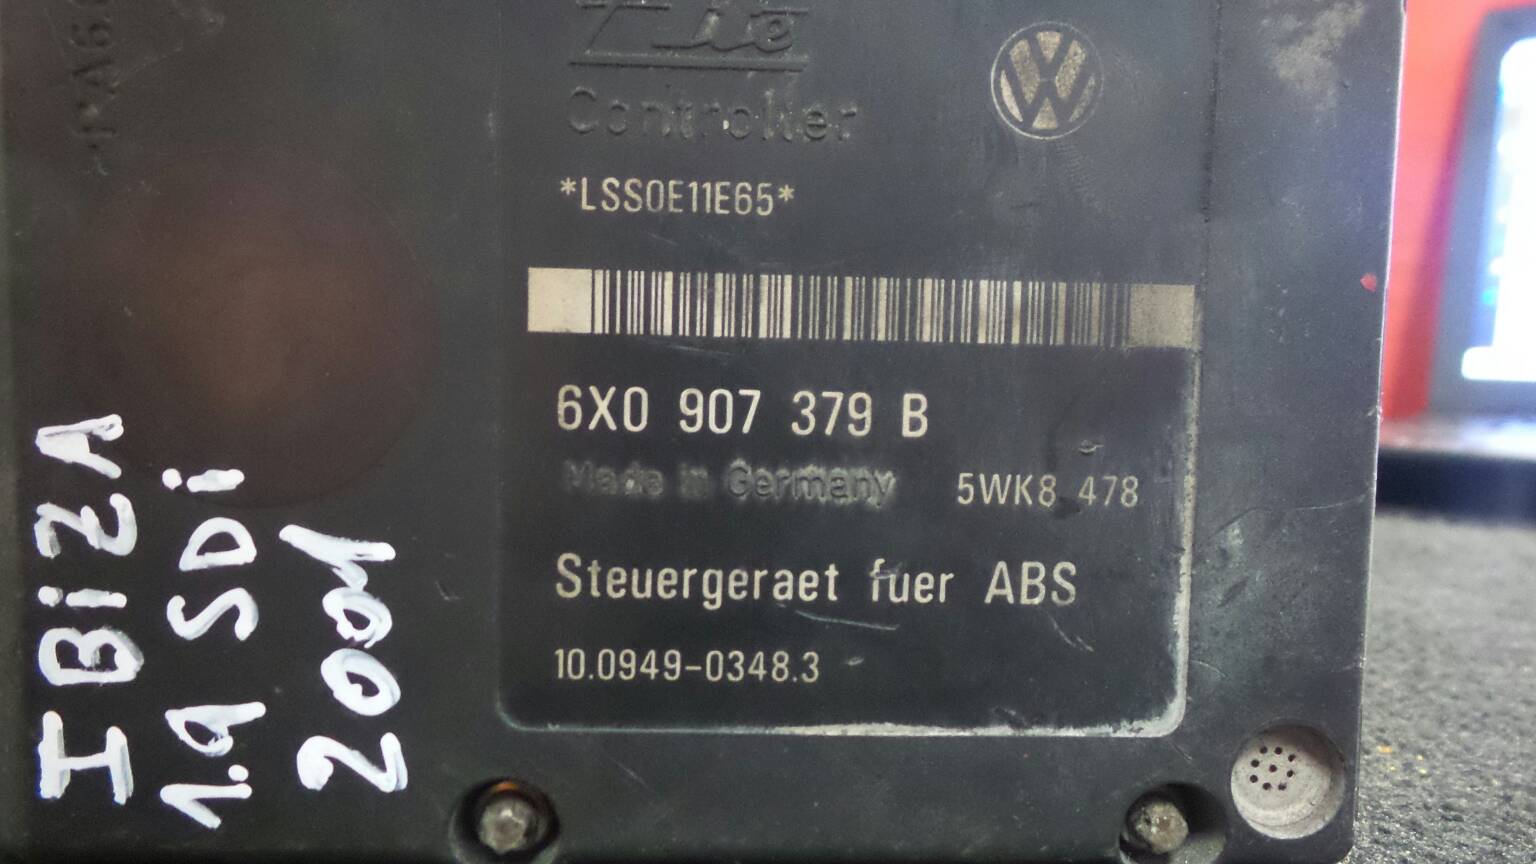 Controller
*LSS0E11E65*
6X0 907 379 B
Made in Germany
5WK8 478
Steuergeraet fuer ABS
10.0949-0348.3
IBiZA
1.9 SDi
2001